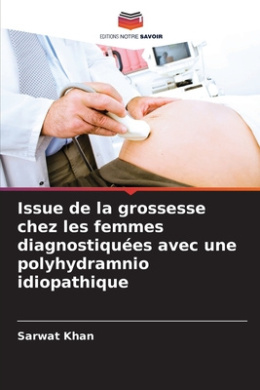 EDITIONS NOTRE SAVOIR
Issue de la grossesse
chez les femmes
diagnostiquées avec une
polyhydramnio
idiopathique
Sarwat Khan